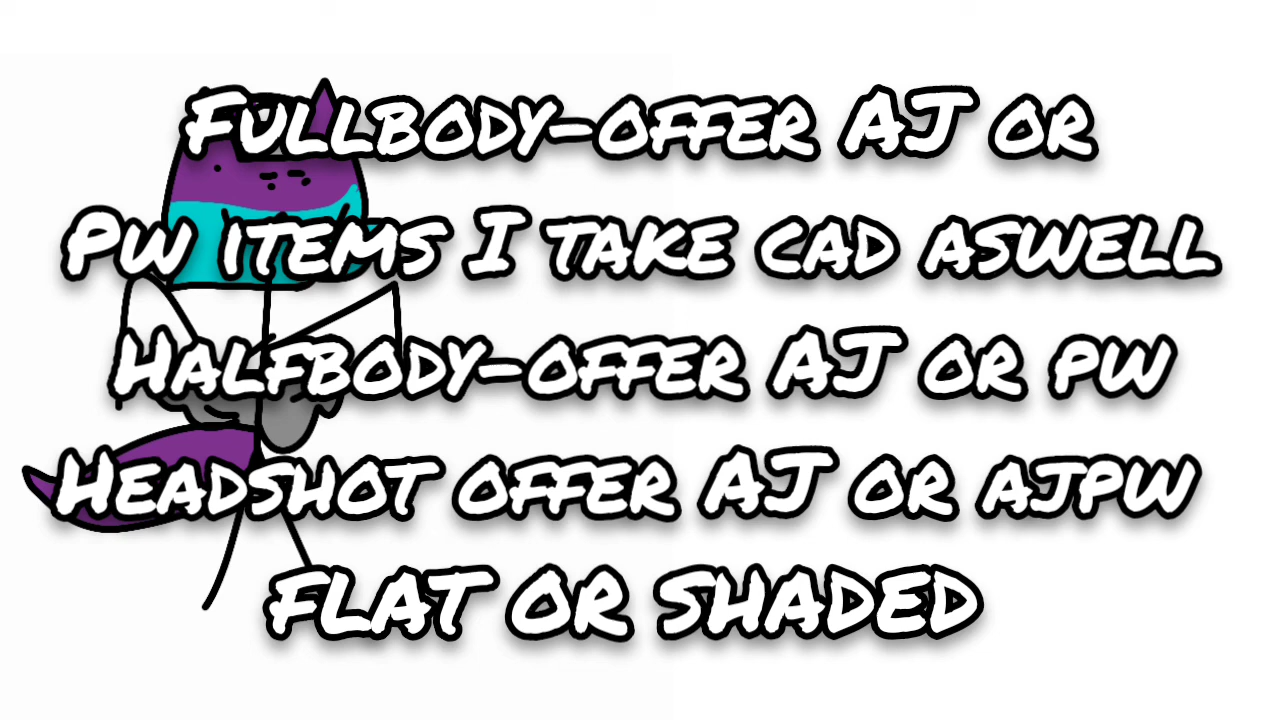 Fullbody-offer AJ or
Pw items I take cad aswell
Halfbody-offer AJ or pw
Headshot offer AJ or ajpw
FLAT OR SHADED